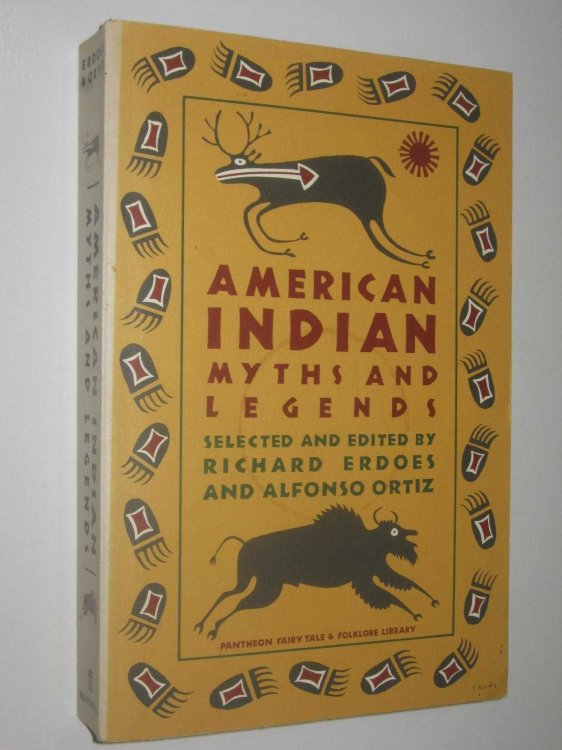 AMERICAN
INDIAN
MYTHS AND
LEGENDS
SELECTED AND EDITED BY
RICHARD ERDOES
AND ALFONSO ORTIZ
PANTHEON FAIRY TALE & FOLKLORE LIBRARY
AMERICAN INDIAN
MYTHS AND LEGENDS